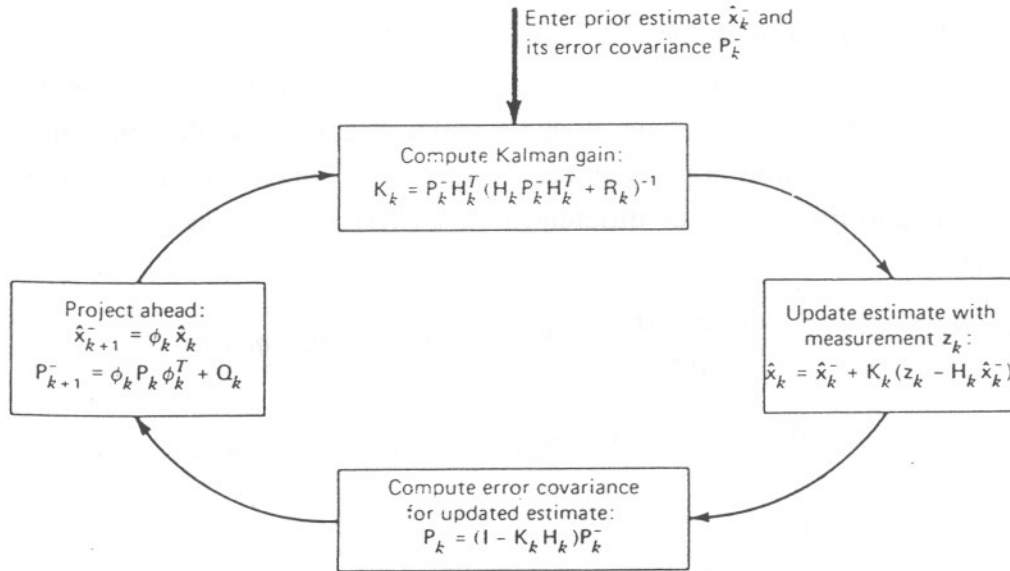 Enter prior estimate x̂ₖ⁻ and
its error covariance Pₖ⁻
Compute Kalman gain:
Kₖ = Pₖ⁻Hₖᵀ(HₖPₖ⁻Hₖᵀ + Rₖ)⁻¹
Update estimate with
measurement zₖ:
x̂ₖ = x̂ₖ⁻ + Kₖ(zₖ − Hₖx̂ₖ⁻)
Compute error covariance
for updated estimate:
Pₖ = (I − KₖHₖ)Pₖ⁻
Project ahead:
x̂ₖ₊₁⁻ = ϕₖx̂ₖ
Pₖ₊₁⁻ = ϕₖPₖϕₖᵀ + Qₖ